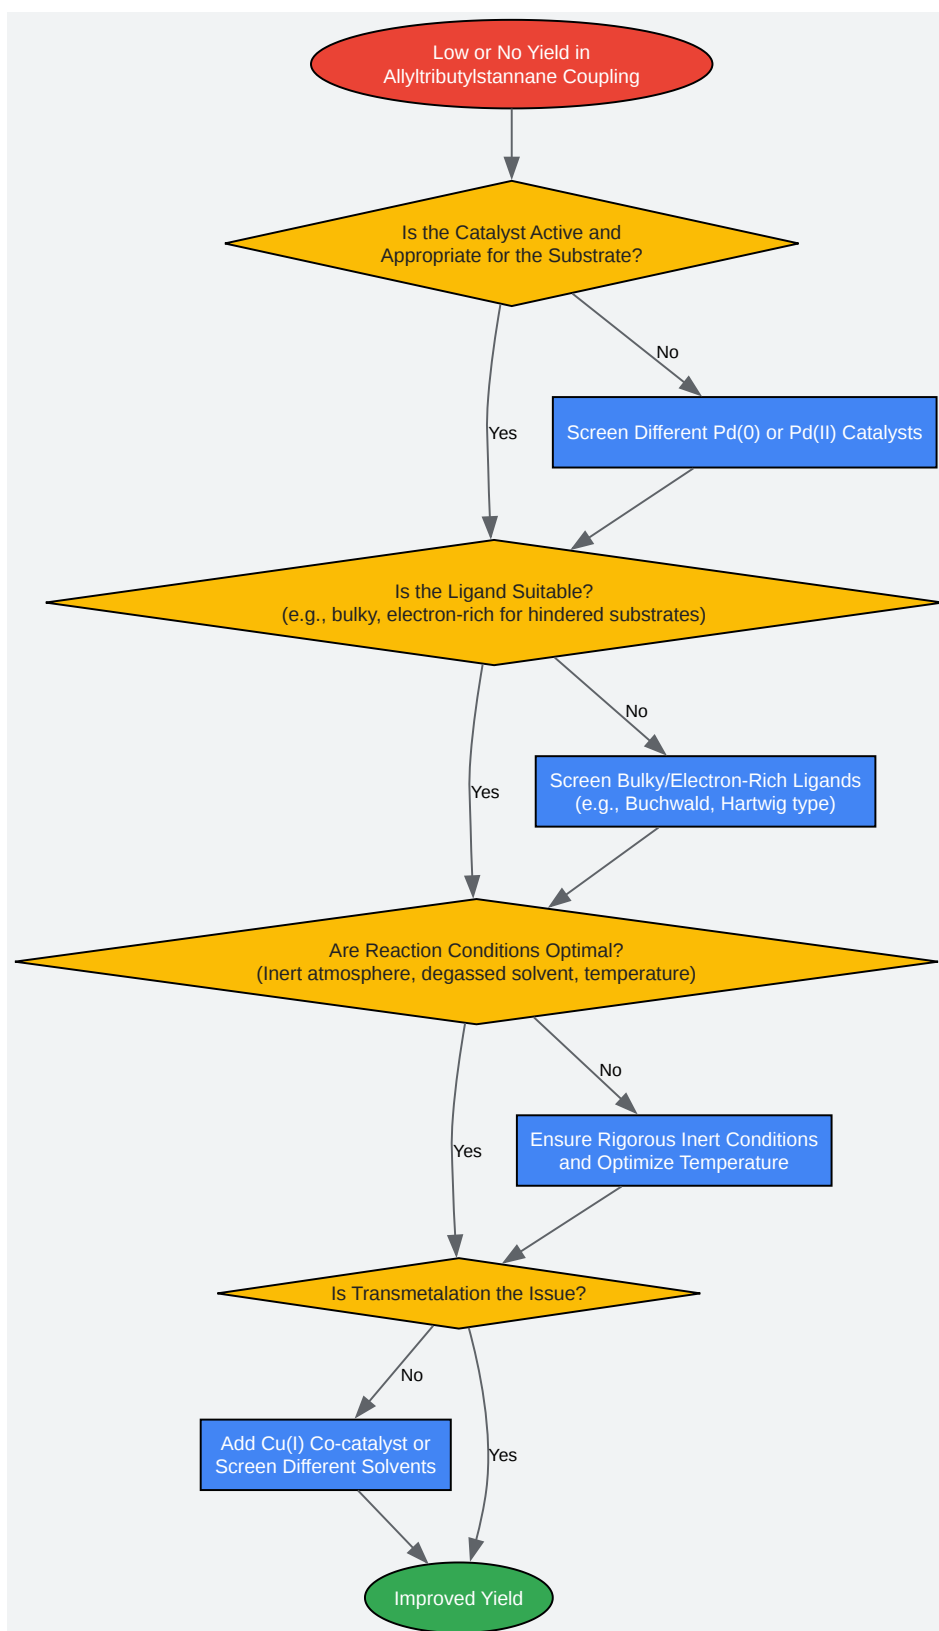 Low or No Yield in
Allyltributylstannane Coupling
Is the Catalyst Active and
Appropriate for the Substrate?
No
Screen Different Pd(0) or Pd(II) Catalysts
Yes
Is the Ligand Suitable?
(e.g., bulky, electron-rich for hindered substrates)
No
Screen Bulky/Electron-Rich Ligands
(e.g., Buchwald, Hartwig type)
Yes
Are Reaction Conditions Optimal?
(Inert atmosphere, degassed solvent, temperature)
No
Ensure Rigorous Inert Conditions
and Optimize Temperature
Yes
Is Transmetalation the Issue?
No
Add Cu(I) Co-catalyst or
Screen Different Solvents
Yes
Improved Yield